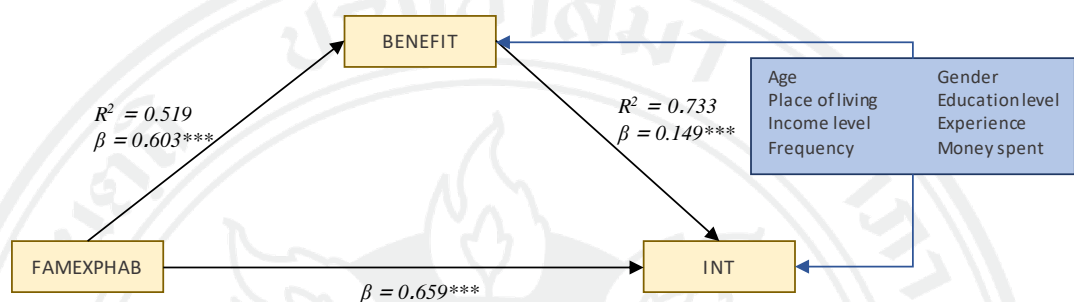 BENEFIT
Age Gender
Place of living Education level
Income level Experience
Frequency Money spent
R² = 0.519
β = 0.603***
R² = 0.733
β = 0.149***
FAMEXPHAB
INT
β = 0.659***